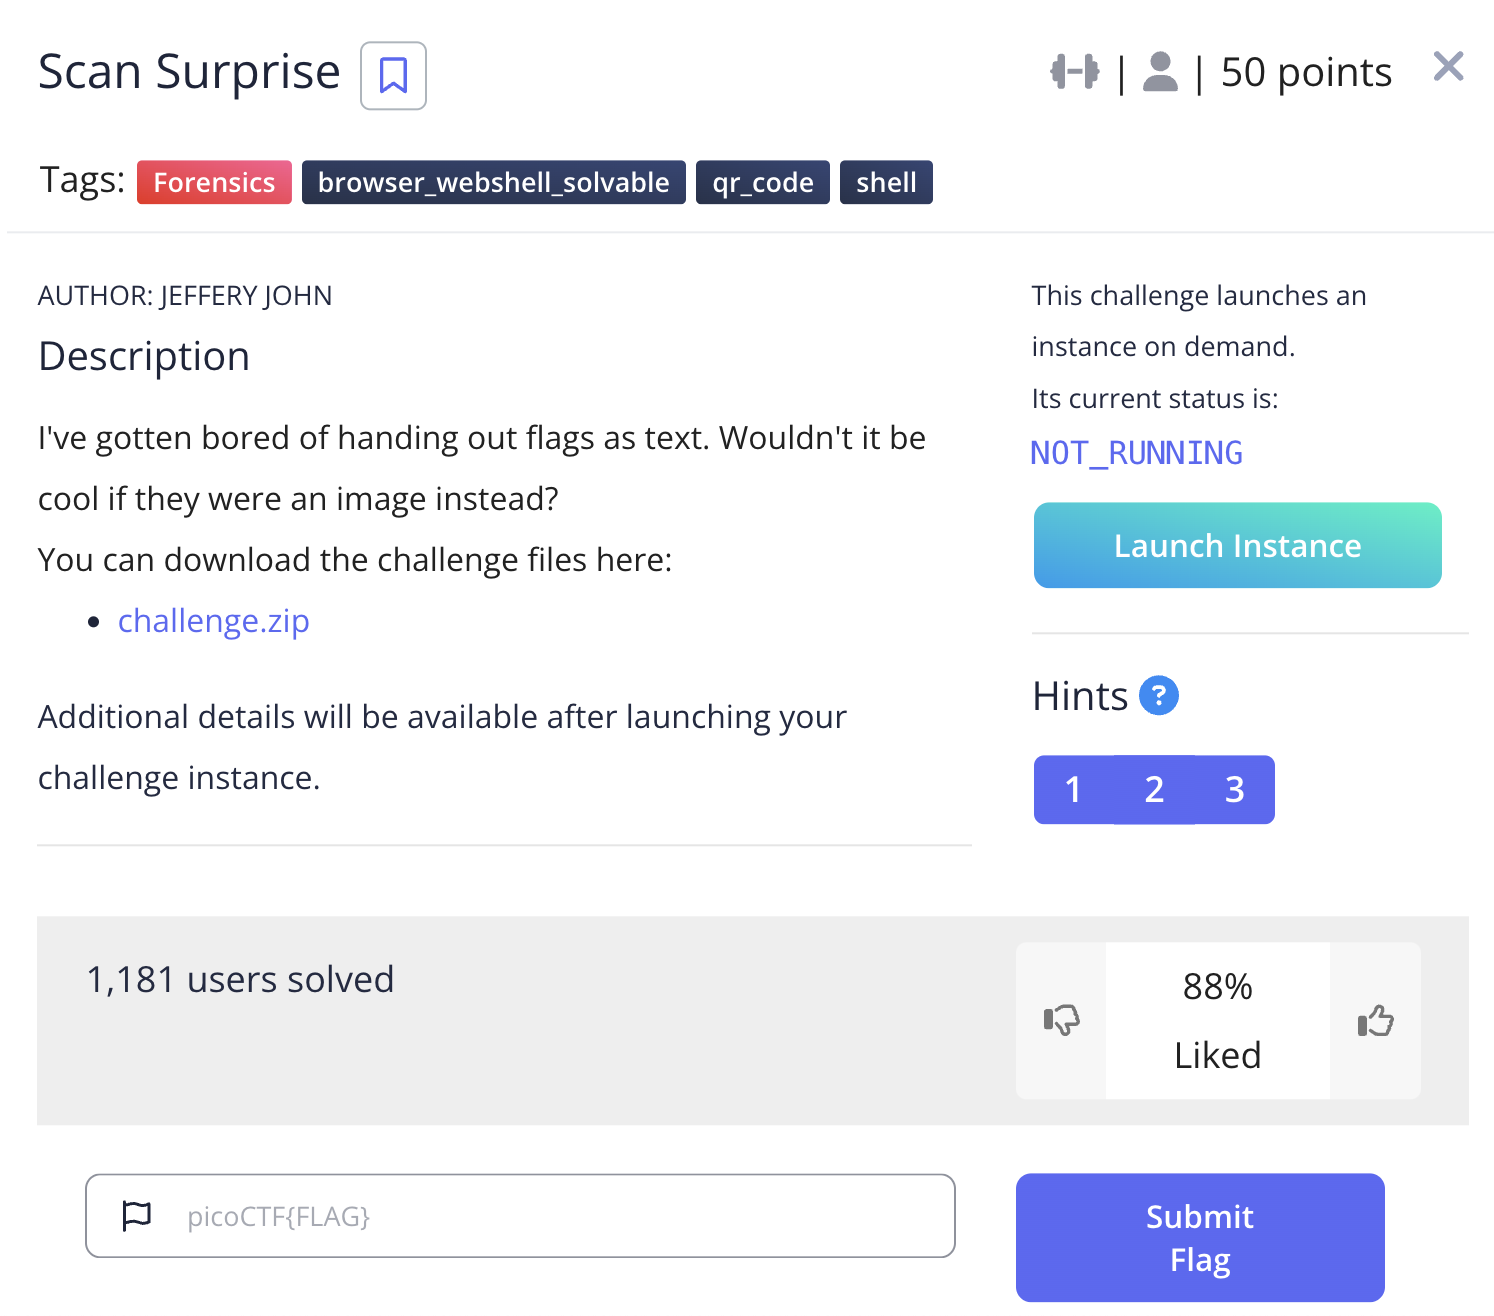 Scan Surprise
| | 50 points
Tags: Forensics browser_webshell_solvable qr_code shell
AUTHOR: JEFFERY JOHN
Description
I've gotten bored of handing out flags as text. Wouldn't it be
cool if they were an image instead?
You can download the challenge files here:
• challenge.zip
Additional details will be available after launching your
challenge instance.
This challenge launches an
instance on demand.
Its current status is:
NOT_RUNNING
Launch Instance
Hints ?
1 2 3
1,181 users solved
88%
Liked
picoCTF{FLAG}
Submit
Flag